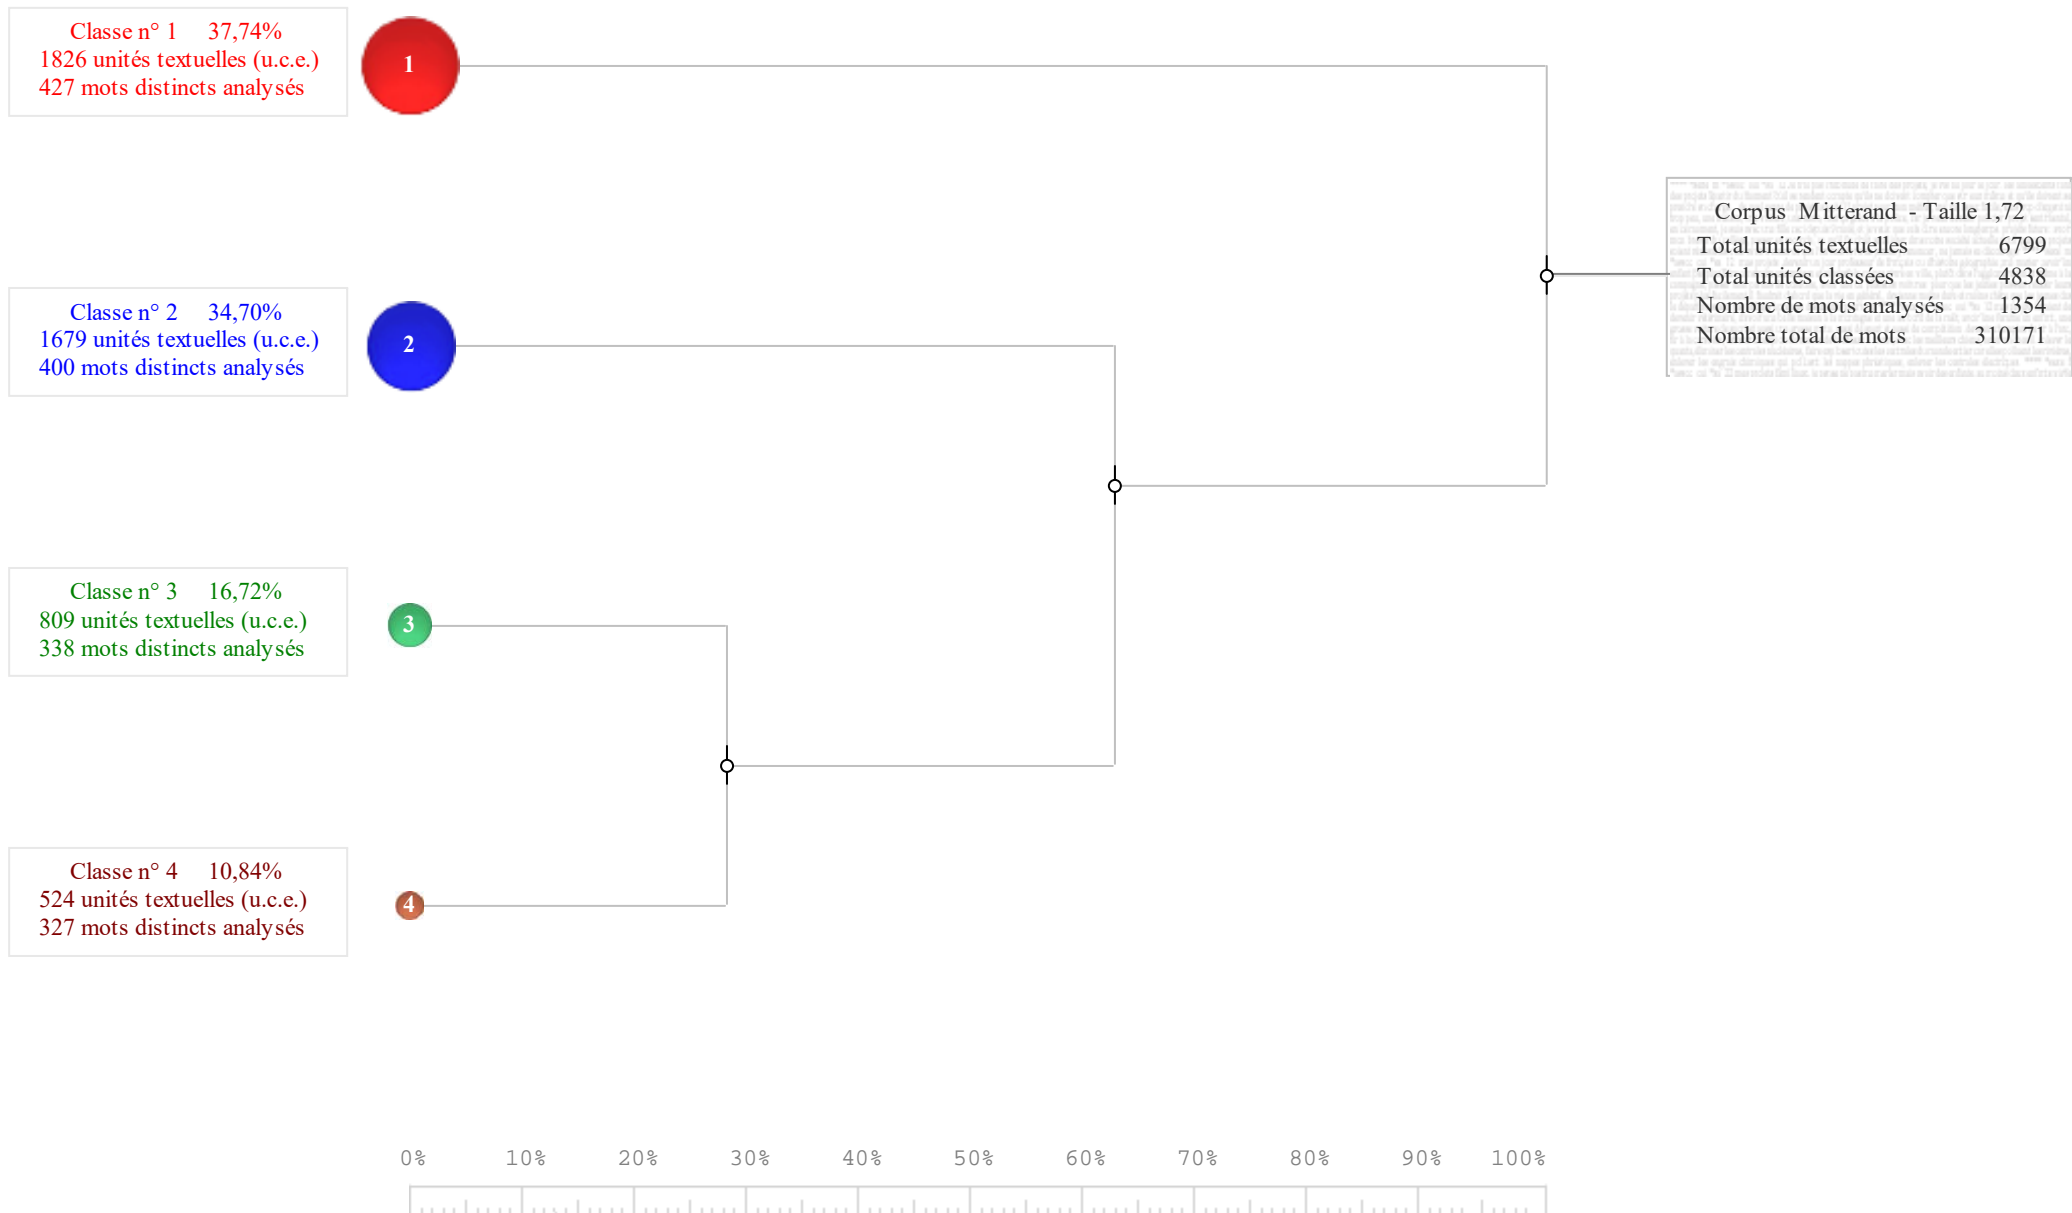 Classe n° 1 37,74%
1826 unités textuelles (u.c.e.)
427 mots distincts analysés
1
Corpus Mitterand - Taille 1,72
Total unités textuelles 6799
Total unités classées 4838
Nombre de mots analysés 1354
Nombre total de mots 310171
Classe n° 2 34,70%
1679 unités textuelles (u.c.e.)
400 mots distincts analysés
2
Classe n° 3 16,72%
809 unités textuelles (u.c.e.)
338 mots distincts analysés
3
Classe n° 4 10,84%
524 unités textuelles (u.c.e.)
327 mots distincts analysés
4
0% 10% 20% 30% 40% 50% 60% 70% 80% 90% 100%